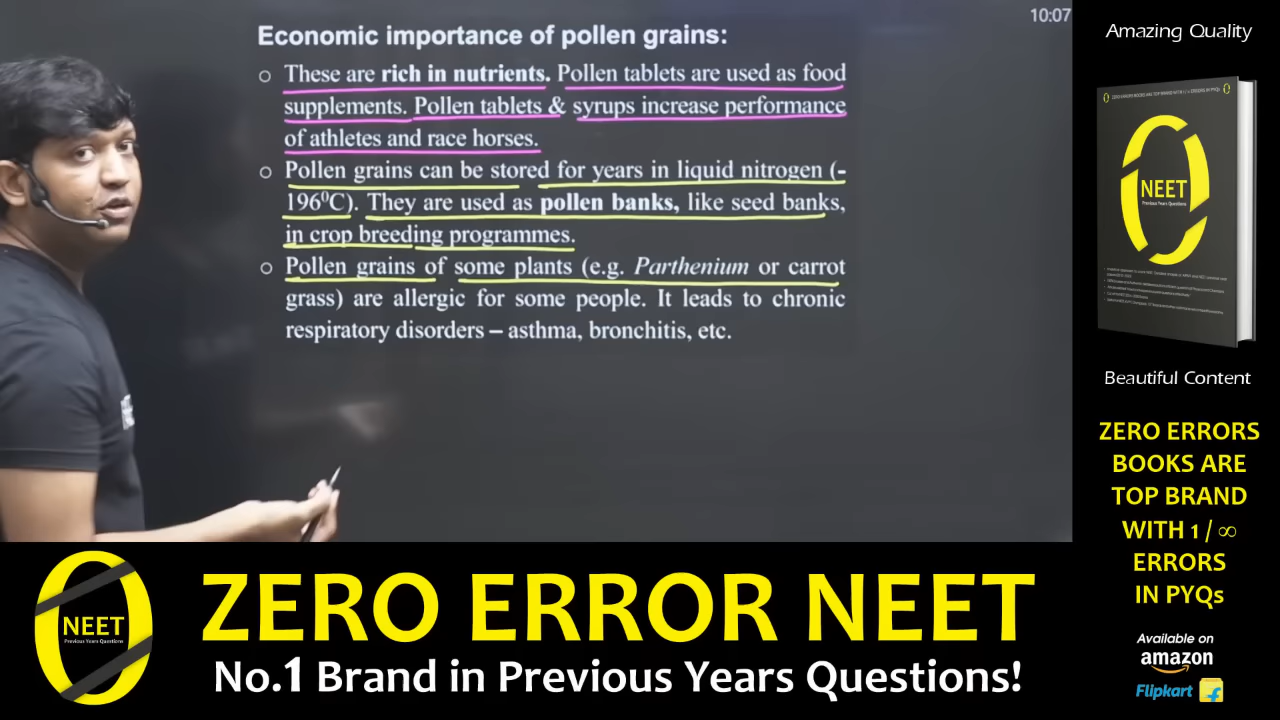 10:07
Economic importance of pollen grains:
○ These are rich in nutrients. Pollen tablets are used as food
supplements. Pollen tablets & syrups increase performance
of athletes and race horses.
○ Pollen grains can be stored for years in liquid nitrogen (-
196⁰C). They are used as pollen banks, like seed banks,
in crop breeding programmes.
○ Pollen grains of some plants (e.g. Parthenium or carrot
grass) are allergic for some people. It leads to chronic
respiratory disorders – asthma, bronchitis, etc.
Amazing Quality
NEET
Previous Years Questions
Beautiful Content
ZERO ERRORS
BOOKS ARE
TOP BRAND
WITH 1 / ∞
ERRORS
IN PYQs
Available on
amazon
Flipkart
NEET
Previous Years Questions
ZERO ERROR NEET
No.1 Brand in Previous Years Questions!